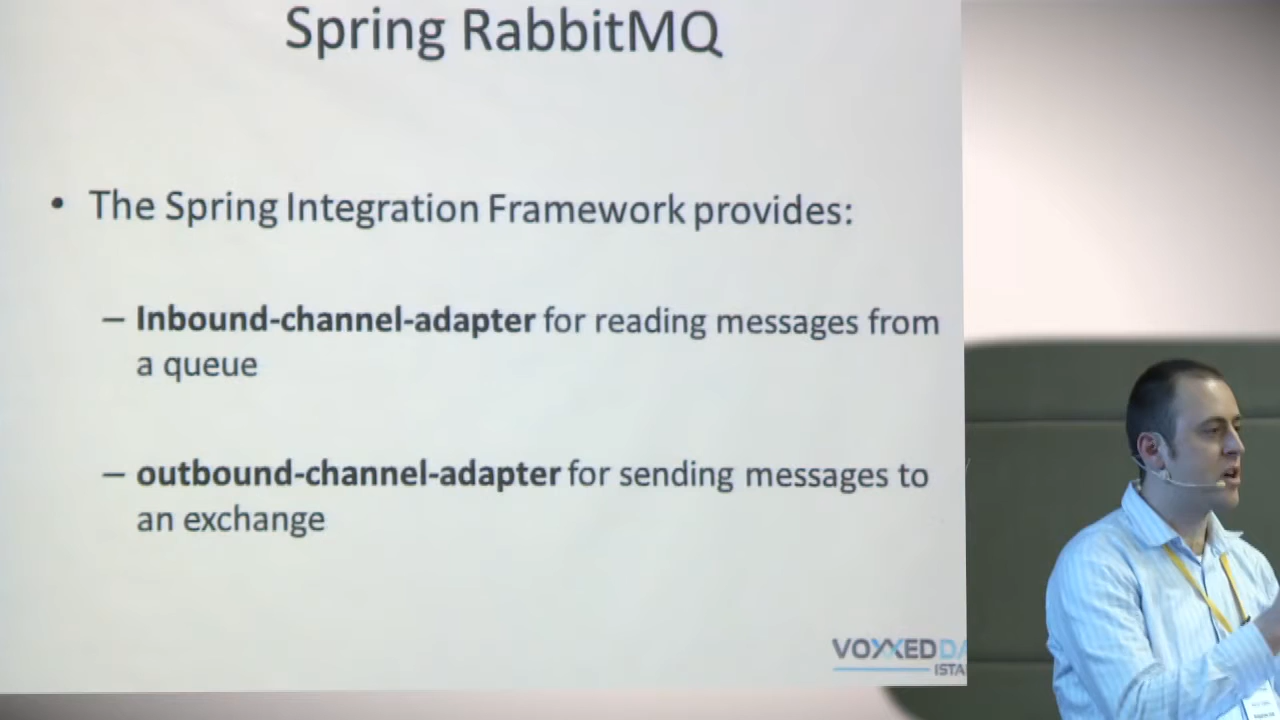 Spring RabbitMQ
• The Spring Integration Framework provides:
– Inbound-channel-adapter for reading messages from
a queue
– outbound-channel-adapter for sending messages to
an exchange
VOXXED DA
ISTA